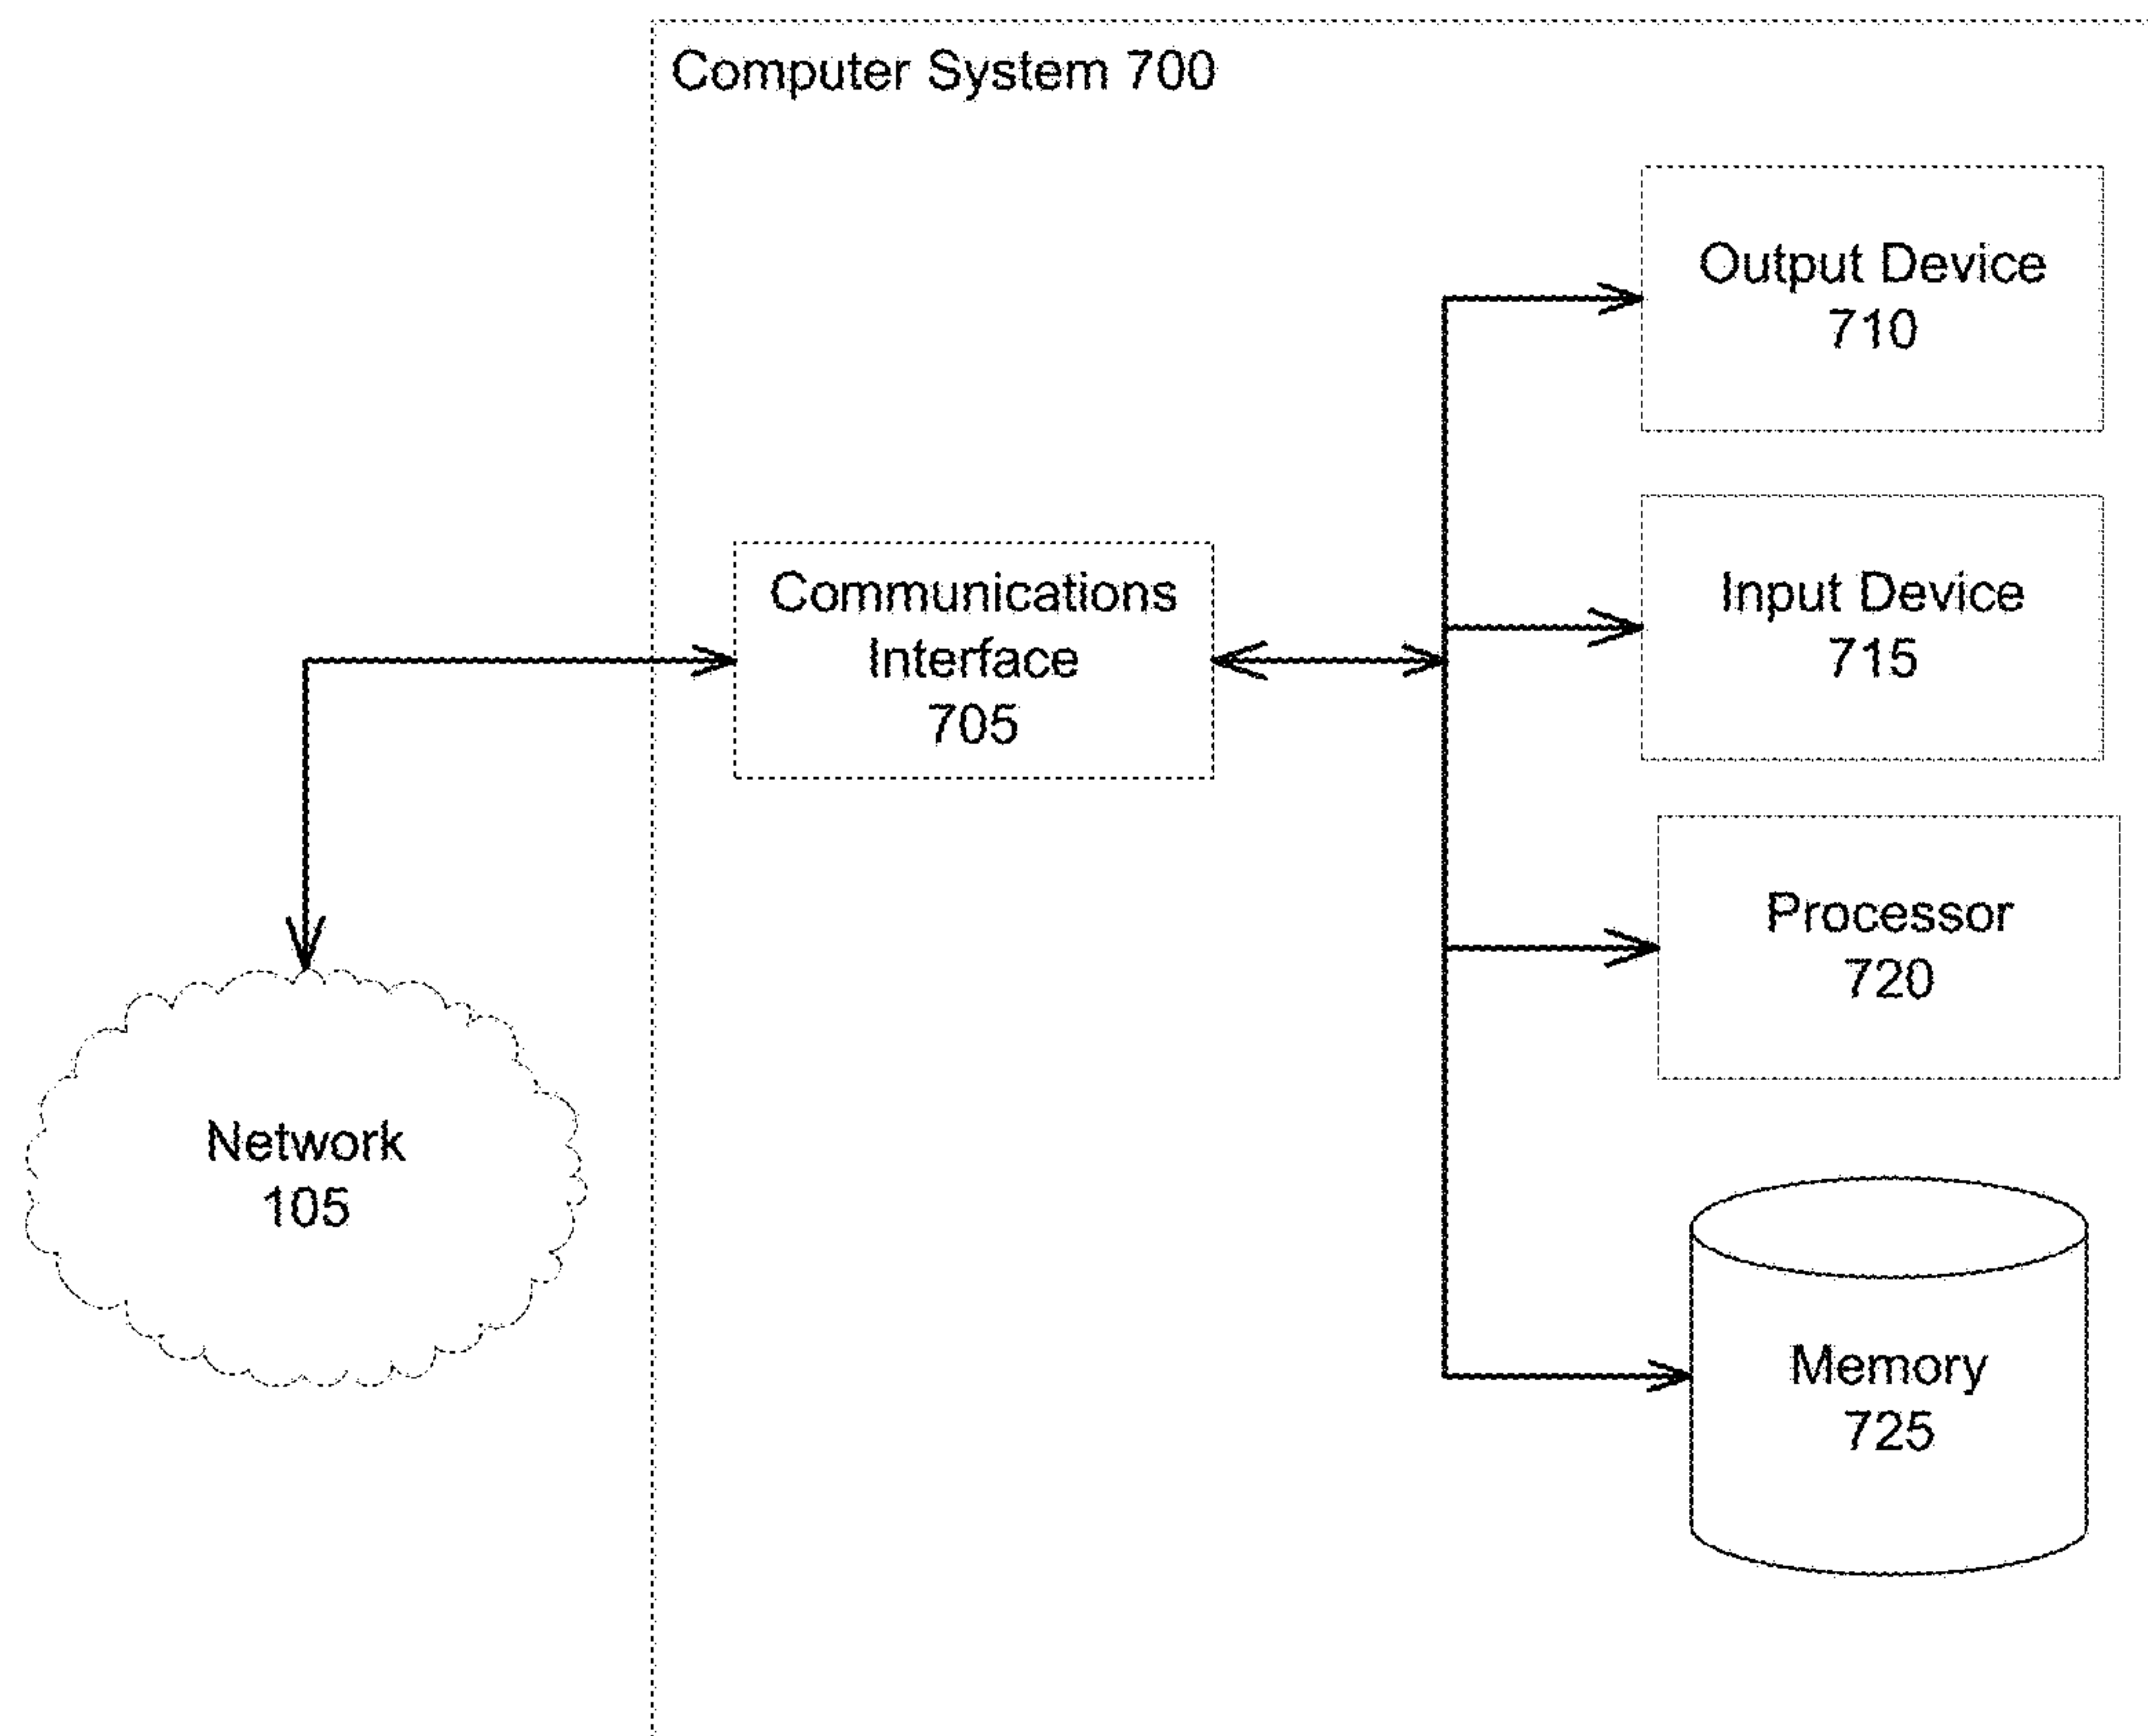 Computer System 700
Output Device
710
Input Device
715
Communications
Interface
705
Processor
720
Network
105
Memory
725